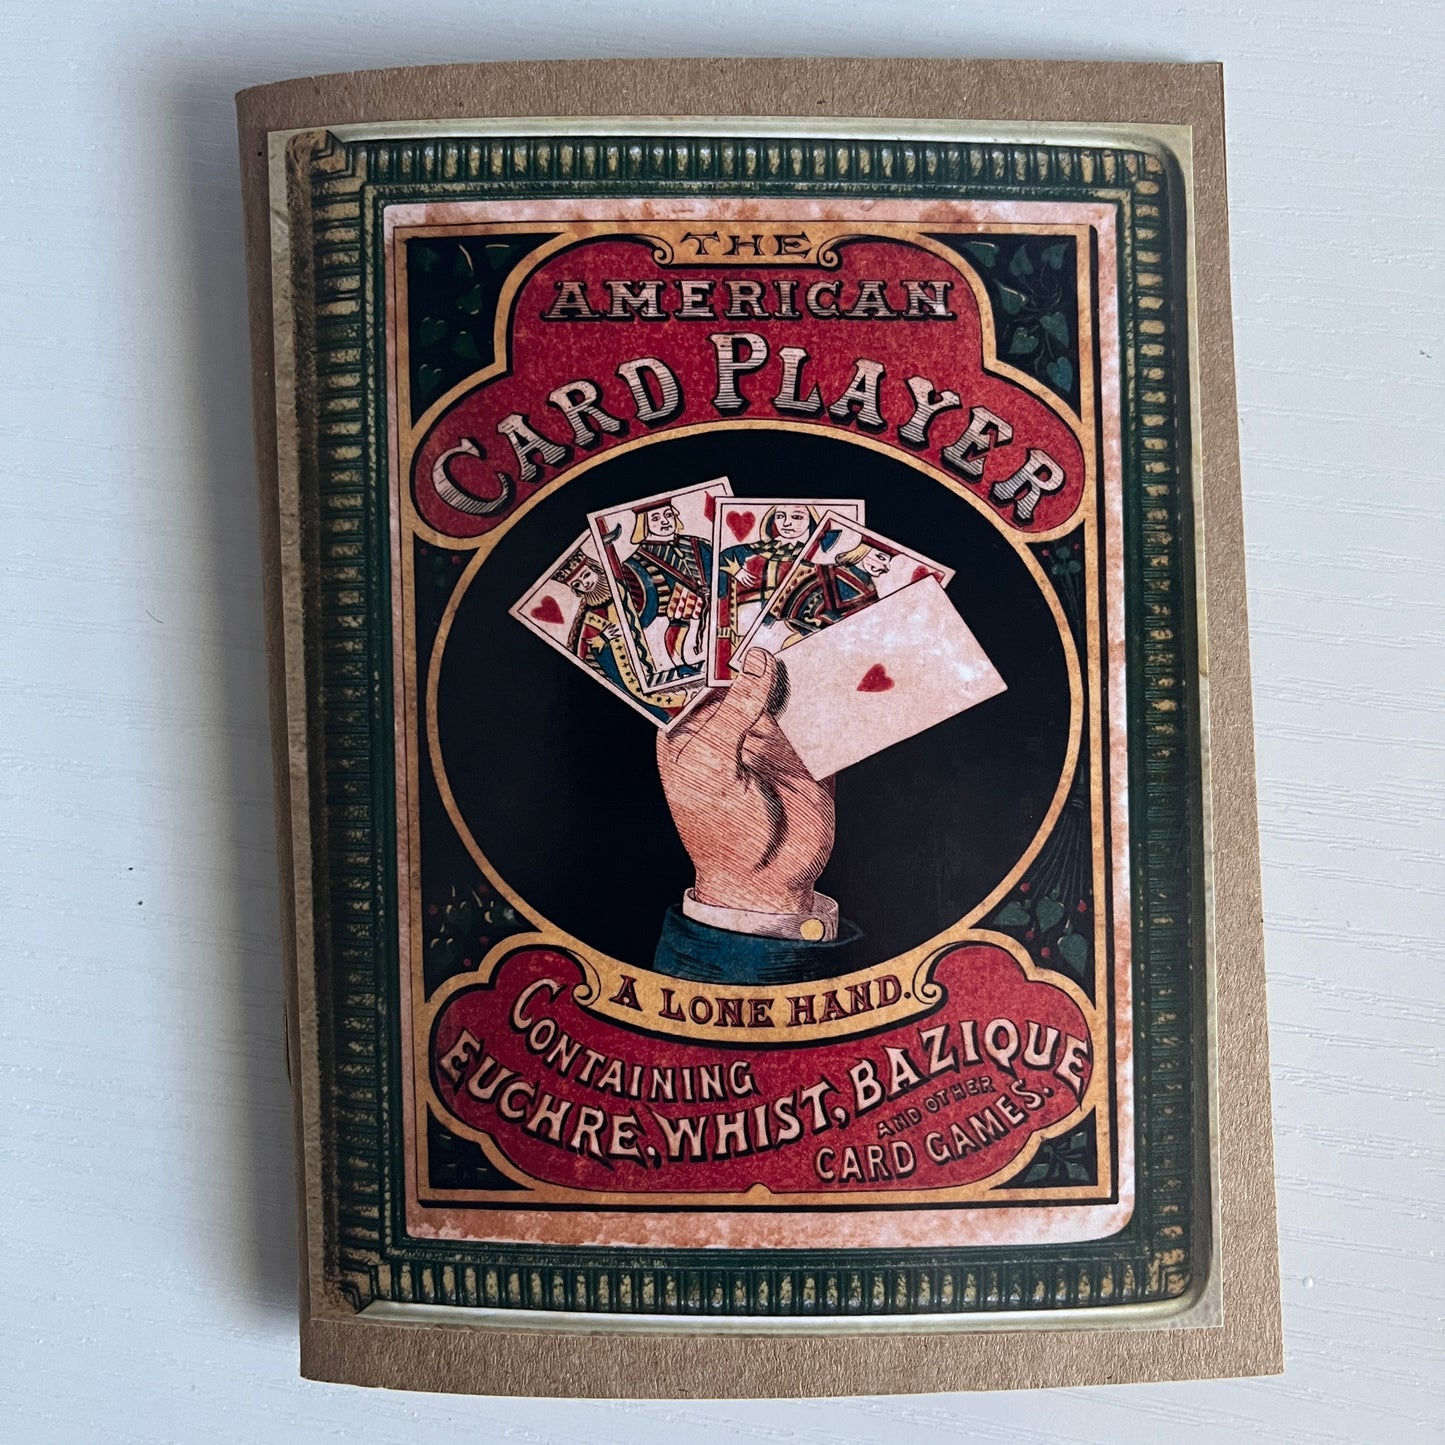 THE
AMERICAN
CARD PLAYER
A LONE HAND.
CONTAINING
EUCHRE, WHIST, BAZIQUE
AND OTHER
CARD GAMES.